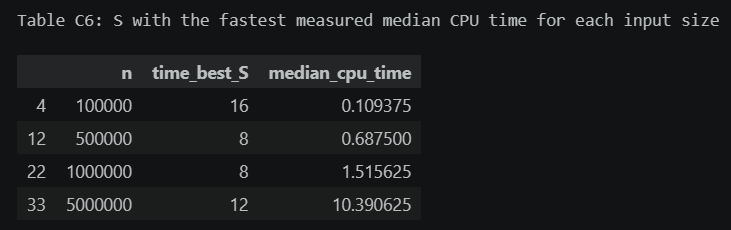 Table C6: S with the fastest measured median CPU time for each input size
n time_best_S median_cpu_time
4 100000 16 0.109375
12 500000 8 0.687500
22 1000000 8 1.515625
33 5000000 12 10.390625